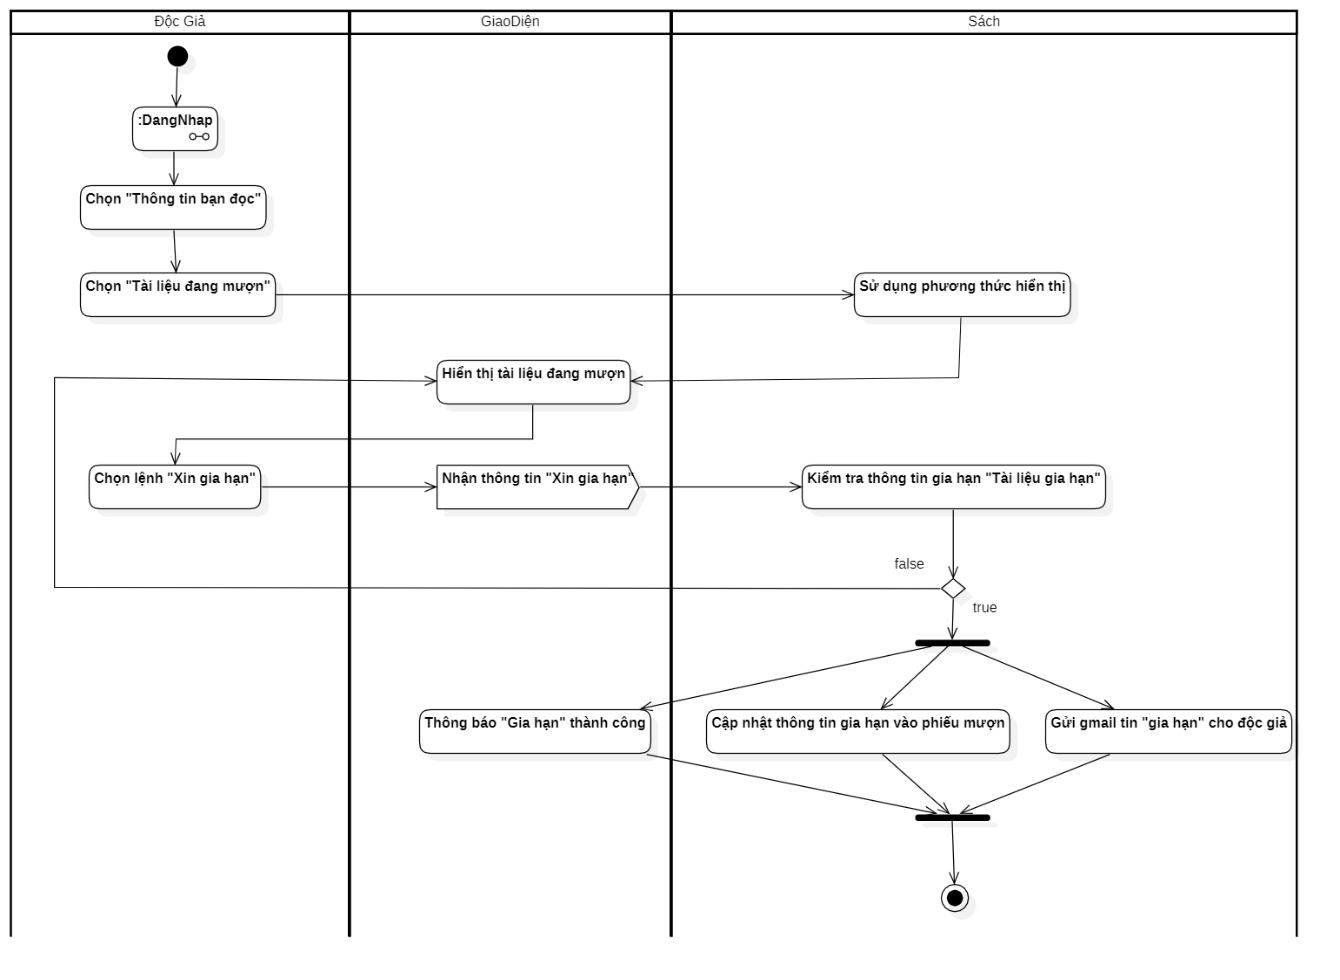 Độc Giả
GiaoDiện
Sách
:DangNhap
Chọn "Thông tin bạn đọc"
Chọn "Tài liệu đang mượn"
Sử dụng phương thức hiển thị
Hiển thị tài liệu đang mượn
Chọn lệnh "Xin gia hạn"
Nhận thông tin "Xin gia hạn"
Kiểm tra thông tin gia hạn "Tài liệu gia hạn"
false
true
Thông báo "Gia hạn" thành công
Cập nhật thông tin gia hạn vào phiếu mượn
Gửi gmail tin "gia hạn" cho độc giả